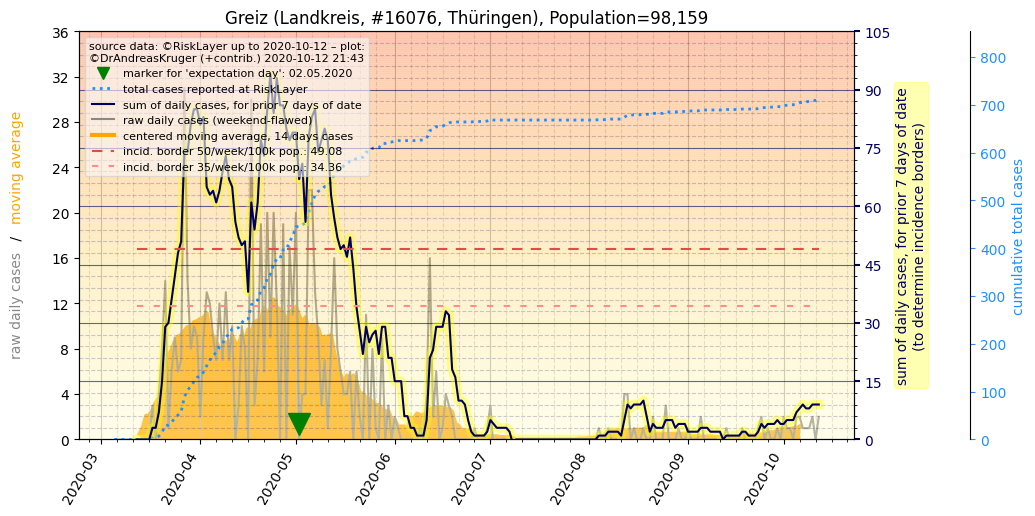 Greiz (Landkreis, #16076, Thüringen), Population=98,159
source data: ©RiskLayer up to 2020-10-12 – plot:
©DrAndreasKruger (+contrib.) 2020-10-12 21:43
marker for 'expectation day': 02.05.2020
total cases reported at RiskLayer
sum of daily cases, for prior 7 days of date
raw daily cases (weekend-flawed)
centered moving average, 14 days cases
incid. border 50/week/100k pop.: 49.08
incid. border 35/week/100k pop.: 34.36
raw daily cases / moving average
36
32
28
24
20
16
12
8
4
0
2020-03
2020-04
2020-05
2020-06
2020-07
2020-08
2020-09
2020-10
105
90
75
60
45
30
15
0
sum of daily cases, for prior 7 days of date
(to determine incidence borders)
800
700
600
500
400
300
200
100
0
cumulative total cases